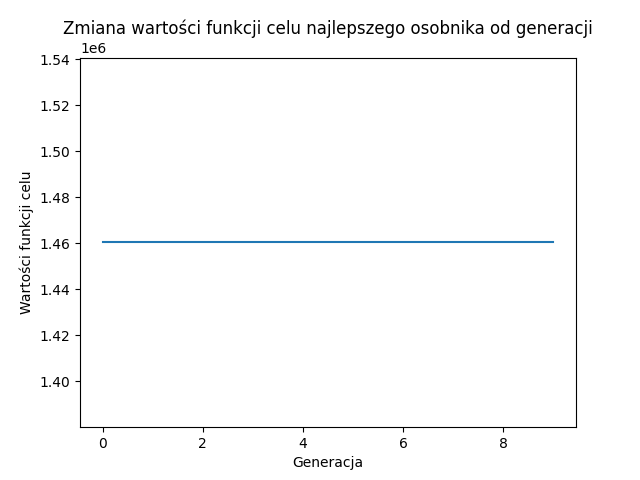 Zmiana wartości funkcji celu najlepszego osobnika od generacji
1e6
1.54
1.52
1.50
1.48
1.46
1.44
1.42
1.40
Wartości funkcji celu
0 2 4 6 8
Generacja